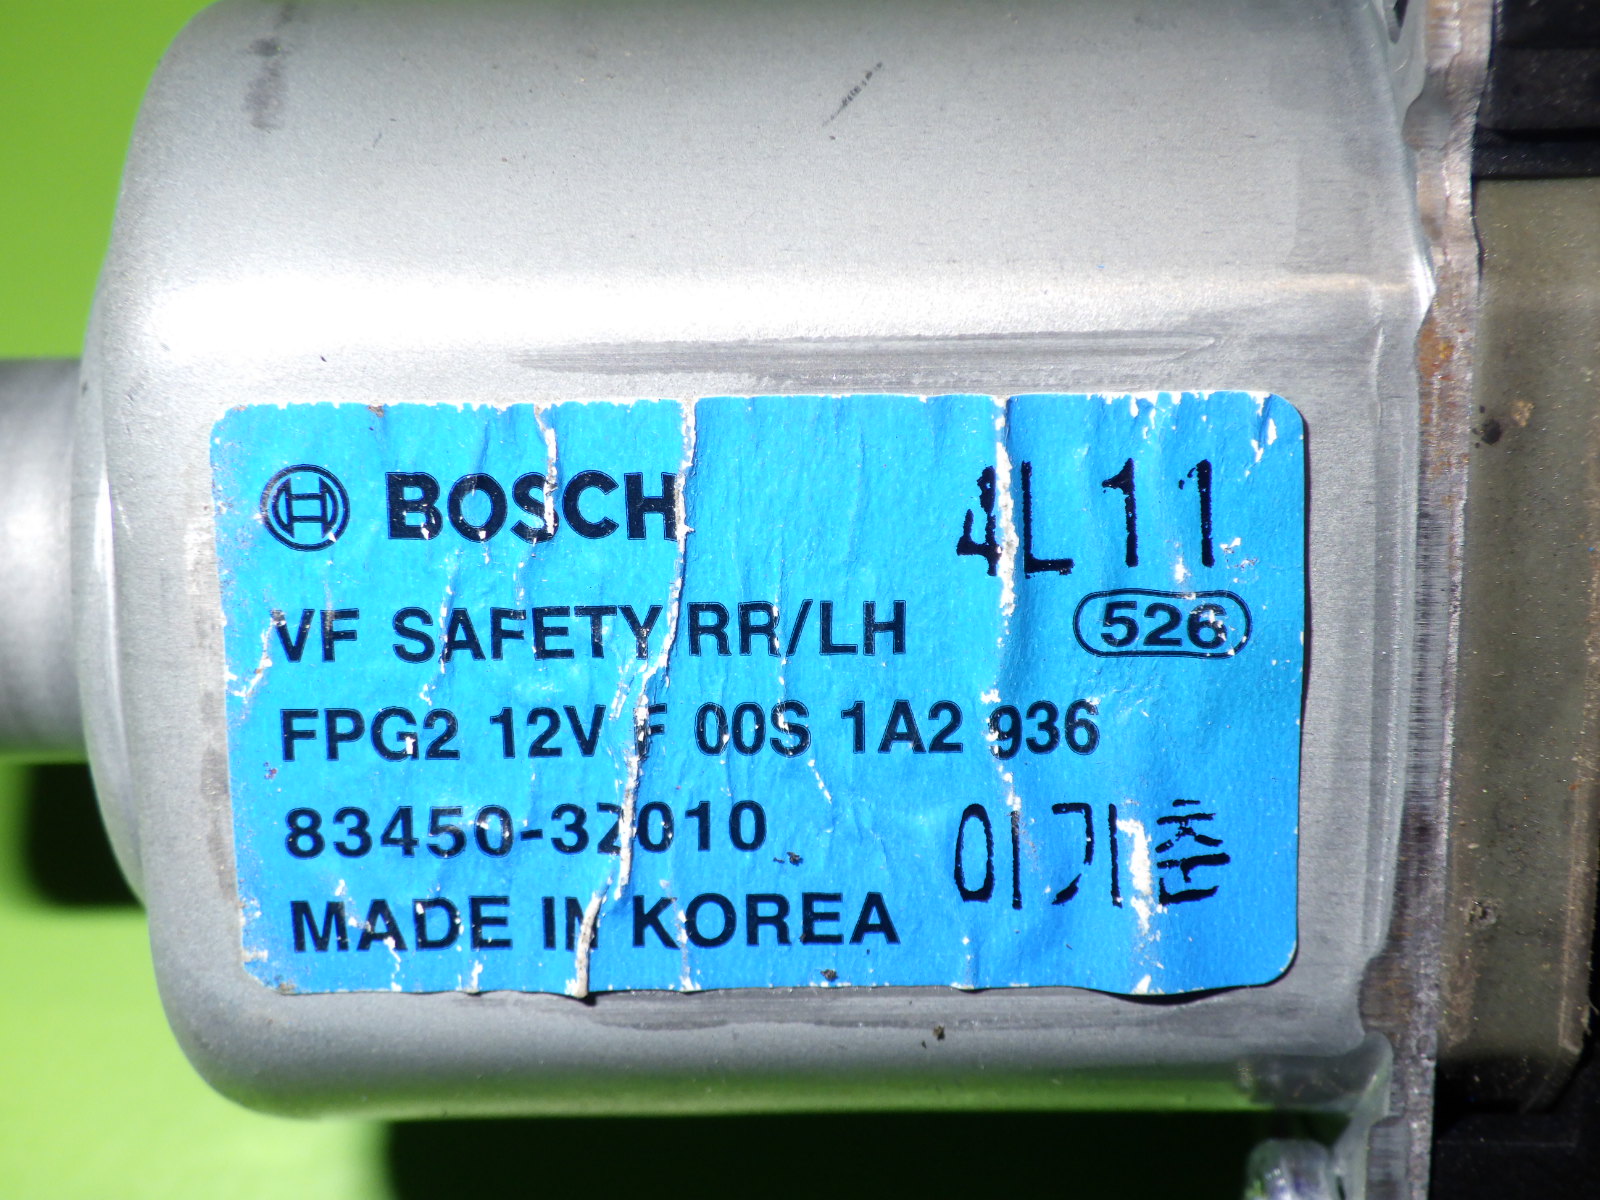 BOSCH 4L11
VF SAFETY RR/LH 526
FPG2 12V F 00S 1A2 936
83450-3Z010
이기춘
MADE IN KOREA